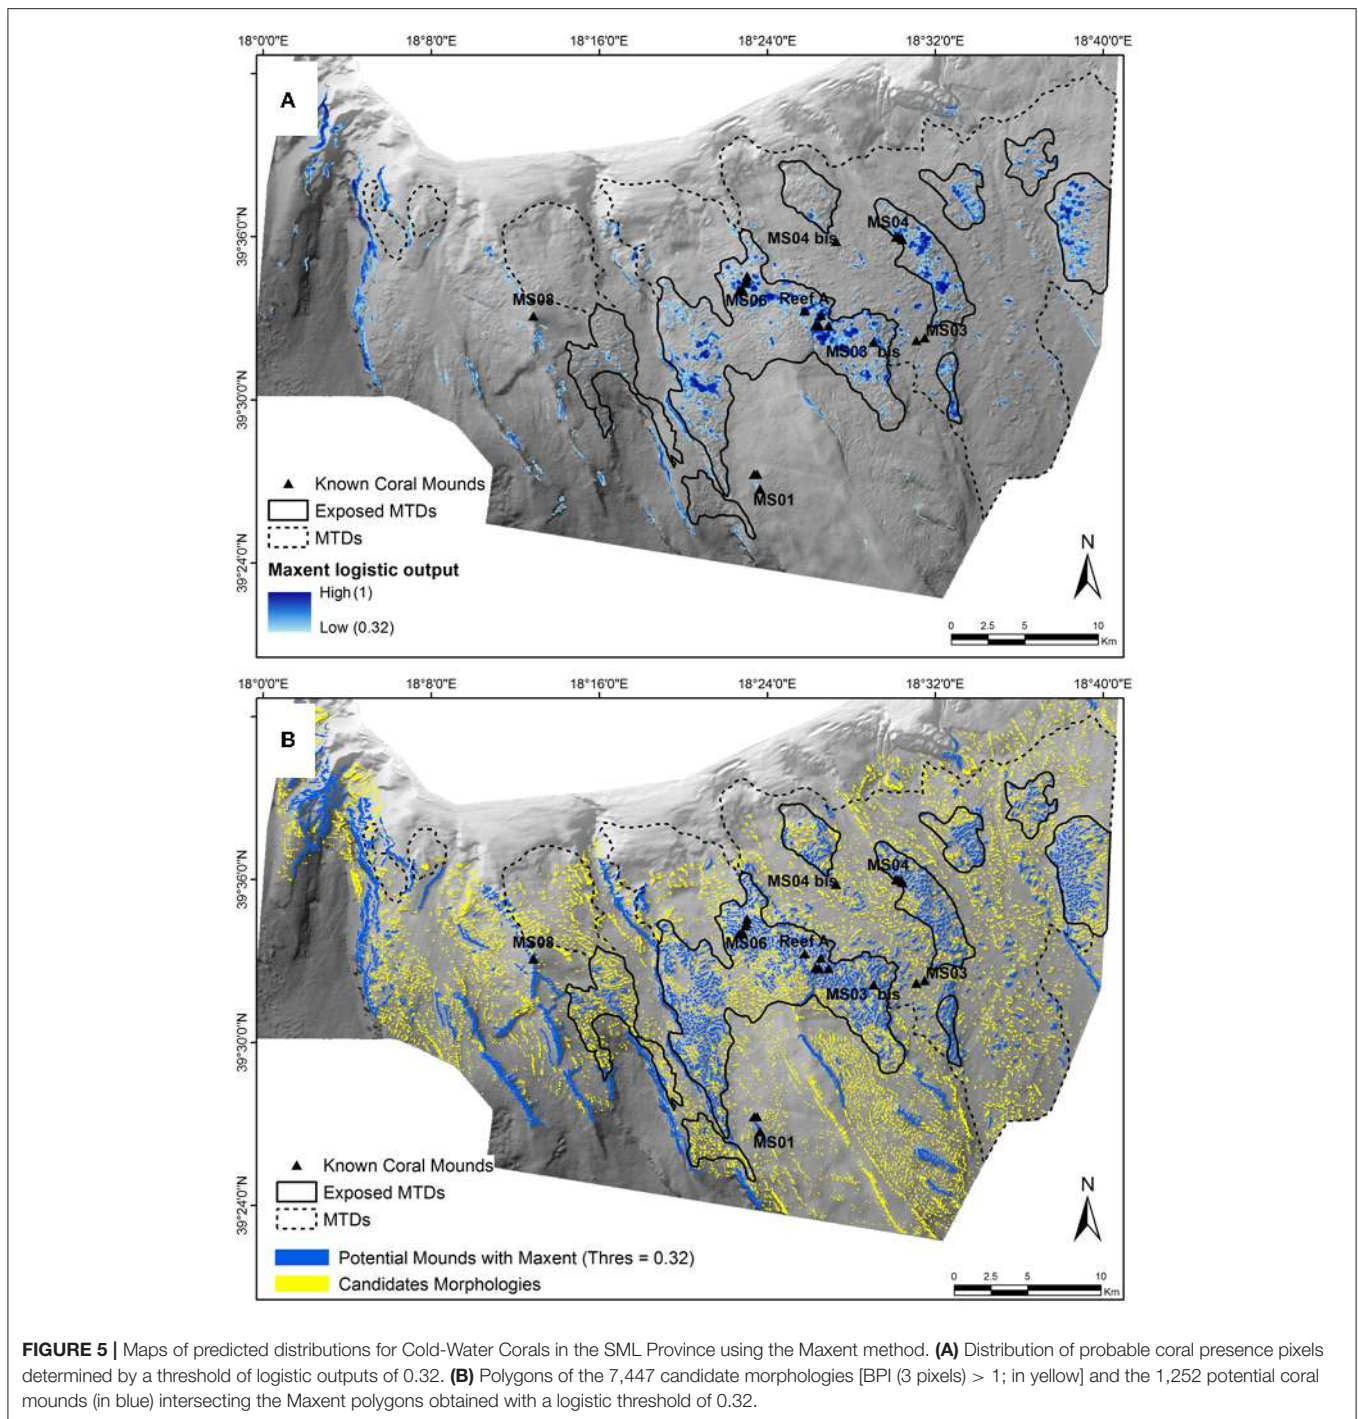 18°0'0"E 18°8'0"E 18°16'0"E 18°24'0"E 18°32'0"E 18°40'0"E
A
39°36'0"N
39°30'0"N
39°24'0"N
MS04
MS04 bis
MS06
Reef A
MS08
MS03
MS03 bis
MS01
Known Coral Mounds
Exposed MTDs
MTDs
Maxent logistic output
High (1)
Low (0.32)
N
0 2.5 5 10
Km
18°0'0"E 18°8'0"E 18°16'0"E 18°24'0"E 18°32'0"E 18°40'0"E
B
39°36'0"N
39°30'0"N
39°24'0"N
MS04
MS04 bis
MS06
Reef A
MS08
MS03
MS03 bis
MS01
Known Coral Mounds
Exposed MTDs
MTDs
Potential Mounds with Maxent (Thres = 0.32)
Candidates Morphologies
N
0 2.5 5 10
Km
FIGURE 5 | Maps of predicted distributions for Cold-Water Corals in the SML Province using the Maxent method. (A) Distribution of probable coral presence pixels
determined by a threshold of logistic outputs of 0.32. (B) Polygons of the 7,447 candidate morphologies [BPI (3 pixels) > 1; in yellow] and the 1,252 potential coral
mounds (in blue) intersecting the Maxent polygons obtained with a logistic threshold of 0.32.